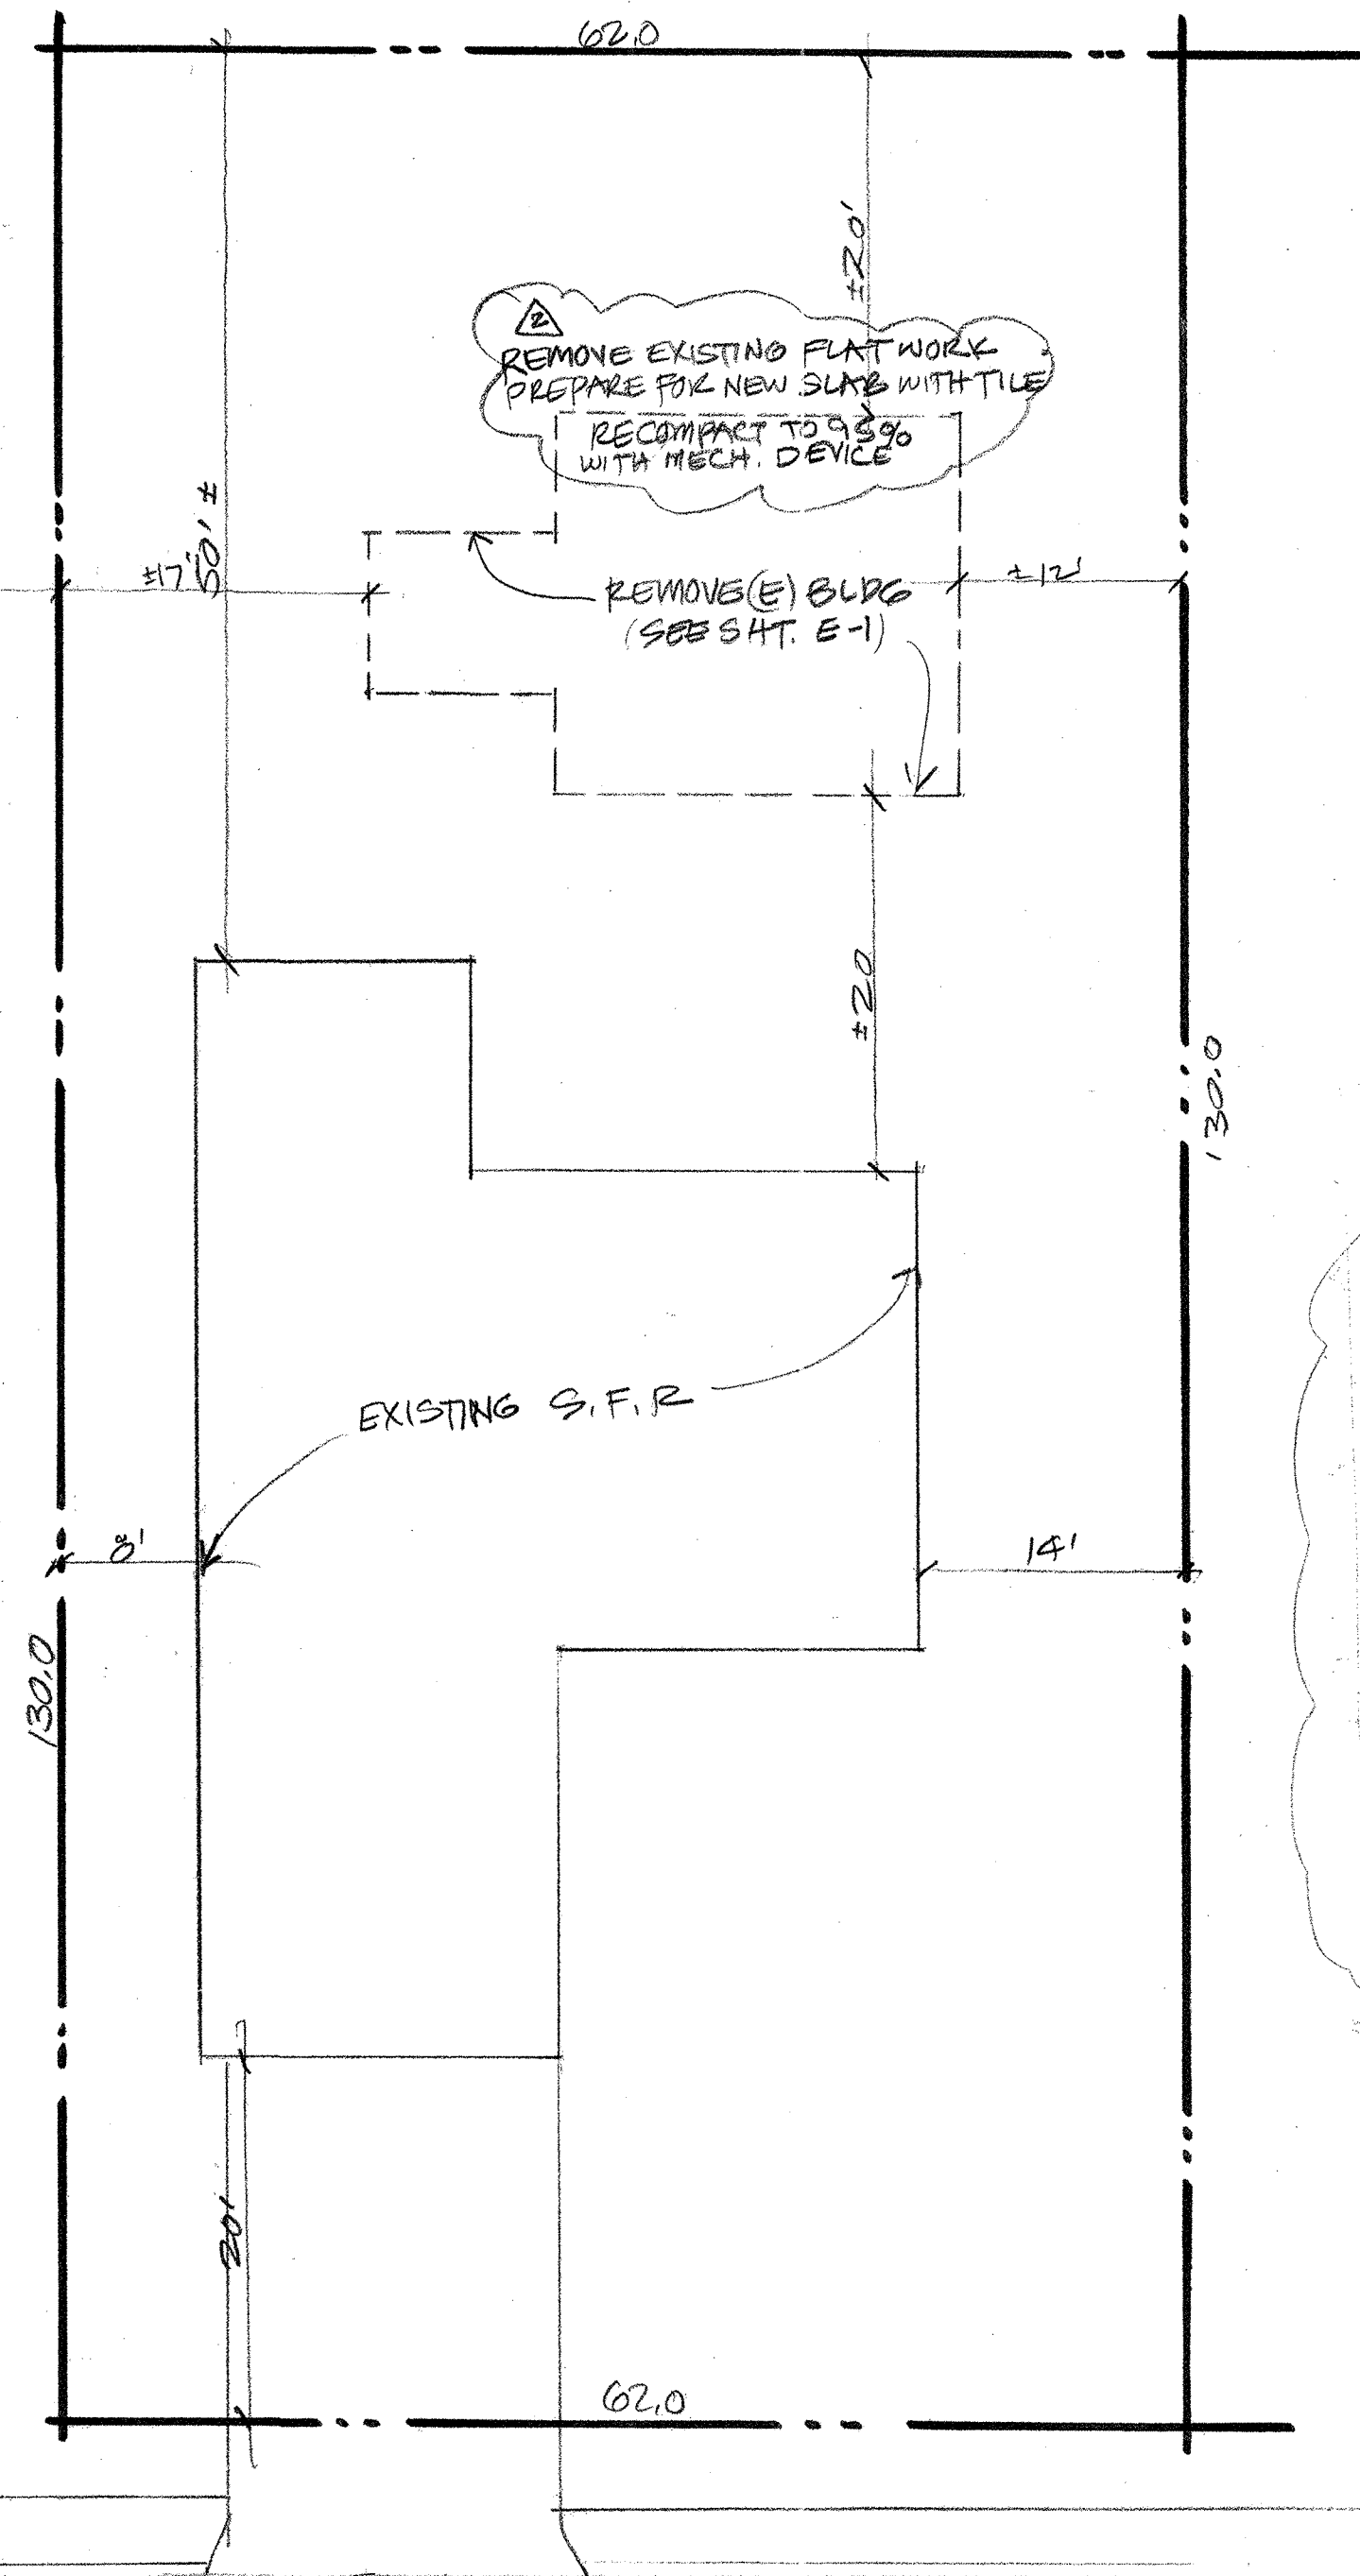 62.0
±20'
2
REMOVE EXISTING FLATWORK
PREPARE FOR NEW SLAB WITH TILE
RECOMPACT TO 95%
WITH MECH. DEVICE
50' ±
±17'
REMOVE (E) BLDG
(SEE SHT. E-1)
±12'
±20
130.0
EXISTING S.F.R
8'
14'
130.0
20'
62.0